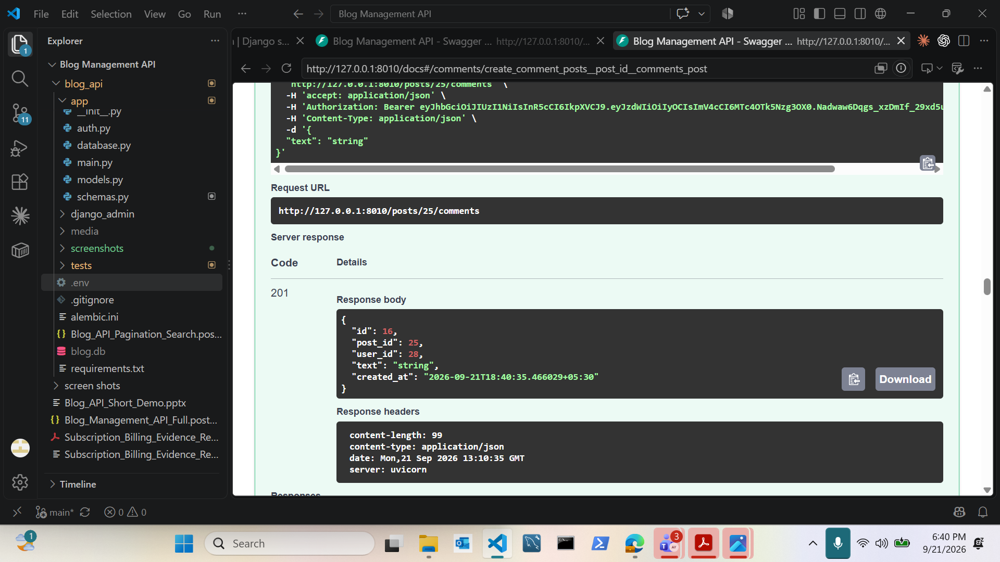 File Edit Selection View Go Run ···
Blog Management API
Explorer
1
11
Blog Management API
blog_api
app
__init__.py
auth.py
database.py
main.py
models.py
schemas.py
django_admin
media
screenshots
tests
.env
.gitignore
alembic.ini
Blog_API_Pagination_Search.pos...
blog.db
requirements.txt
screen shots
Blog_API_Short_Demo.pptx
Blog_Management_API_Full.post...
Subscription_Billing_Evidence_Re...
Subscription_Billing_Evidence_Re...
Timeline
| Django s...
Blog Management API - Swagger ... http://127.0.0.1:8010/...
Blog Management API - Swagger ... http://127.0.0.1:8010/...
http://127.0.0.1:8010/docs#/comments/create_comment_posts__post_id__comments_post
'http://127.0.0.1:8010/posts/25/comments' \
-H 'accept: application/json' \
-H 'Authorization: Bearer eyJhbGciOiJIUzI1NiIsInR5cCI6IkpXVCJ9.eyJzdWIiOiIyOCIsImV4cCI6MTc4OTk5Nzg3OX0.Nadwaw6Dqgs_xzDmIf_29xd5u
-H 'Content-Type: application/json' \
-d '{
"text": "string"
}'
Request URL
http://127.0.0.1:8010/posts/25/comments
Server response
Code Details
201
Response body
{
"id": 16,
"post_id": 25,
"user_id": 28,
"text": "string",
"created_at": "2026-09-21T18:40:35.466029+05:30"
}
Download
Response headers
content-length: 99
content-type: application/json
date: Mon,21 Sep 2026 13:10:35 GMT
server: uvicorn
Responses
main* 0 0
1
Search
T AY 3
6:40 PM
9/21/2026